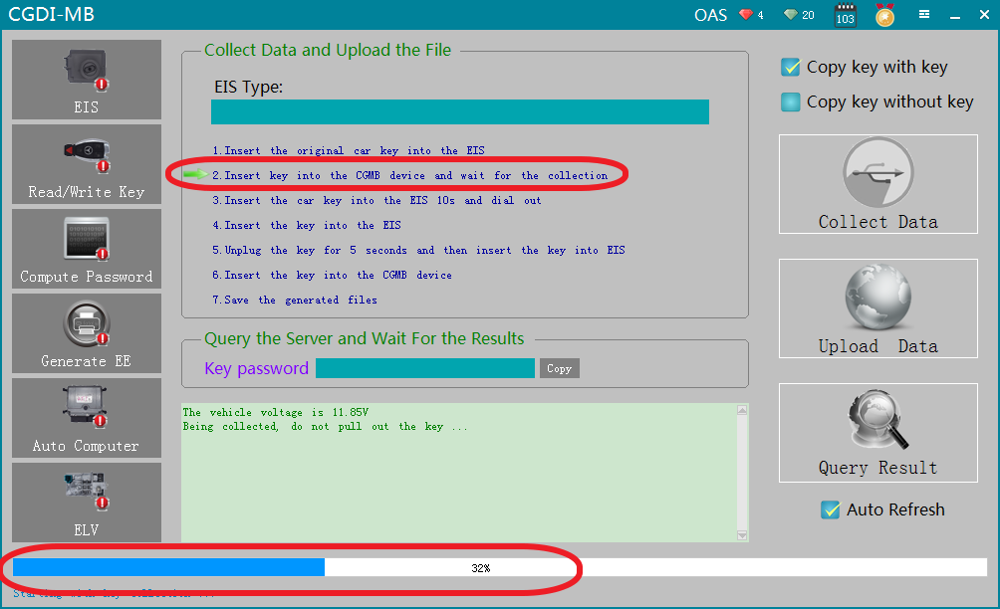 CGDI-MB
OAS 4 20 103
EIS
Read/Write Key
Compute Password
Generate EE
Auto Computer
ELV
Collect Data and Upload the File
EIS Type:
1.Insert the original car key into the EIS
2.Insert key into the CGMB device and wait for the collection
3.Insert the car key into the EIS 10s and dial out
4.Insert the key into the EIS
5.Unplug the key for 5 seconds and then insert the key into EIS
6.Insert the key into the CGMB device
7.Save the generated files
Query the Server and Wait For the Results
Key password Copy
The vehicle voltage is 11.85V
Being collected, do not pull out the key ...
Copy key with key
Copy key without key
Collect Data
Upload Data
Query Result
Auto Refresh
32%
Starting with key collection ...